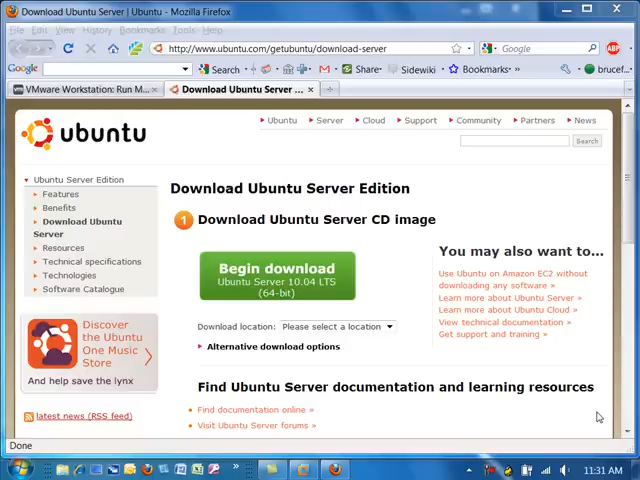 Download Ubuntu Server | Ubuntu - Mozilla Firefox
File Edit View History Bookmarks Tools Help
http://www.ubuntu.com/getubuntu/download-server
Google
ABP
Google Search Share Sidewiki Bookmarks» brucef...
VMware Workstation: Run M...
Download Ubuntu Server ...
ubuntu
Ubuntu Server Cloud Support Community Partners News
Search
Ubuntu Server Edition
Features
Benefits
Download Ubuntu
Server
Resources
Technical specifications
Technologies
Software Catalogue
Discover
the Ubuntu
One Music
Store
And help save the lynx
latest news (RSS feed)
Download Ubuntu Server Edition
1 Download Ubuntu Server CD image
Begin download
Ubuntu Server 10.04 LTS
(64-bit)
Download location: Please select a location
Alternative download options
You may also want to...
Use Ubuntu on Amazon EC2 without
downloading any software »
Learn more about Ubuntu Server »
Learn more about Ubuntu Cloud »
View technical documentation »
Get support and training »
Find Ubuntu Server documentation and learning resources
Find documentation online »
Visit Ubuntu Server forums »
Done
11:31 AM